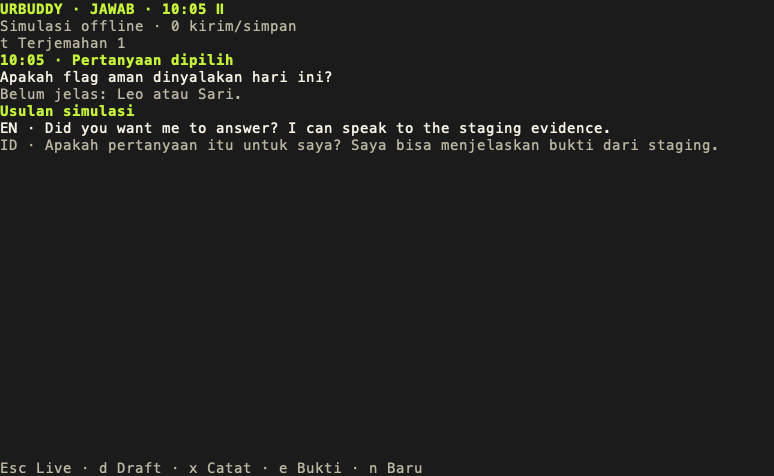 URBUDDY · JAWAB · 10:05 Ⅱ
Simulasi offline · 0 kirim/simpan
t Terjemahan 1
10:05 · Pertanyaan dipilih
Apakah flag aman dinyalakan hari ini?
Belum jelas: Leo atau Sari.
Usulan simulasi
EN · Did you want me to answer? I can speak to the staging evidence.
ID · Apakah pertanyaan itu untuk saya? Saya bisa menjelaskan bukti dari staging.
Esc Live · d Draft · x Catat · e Bukti · n Baru